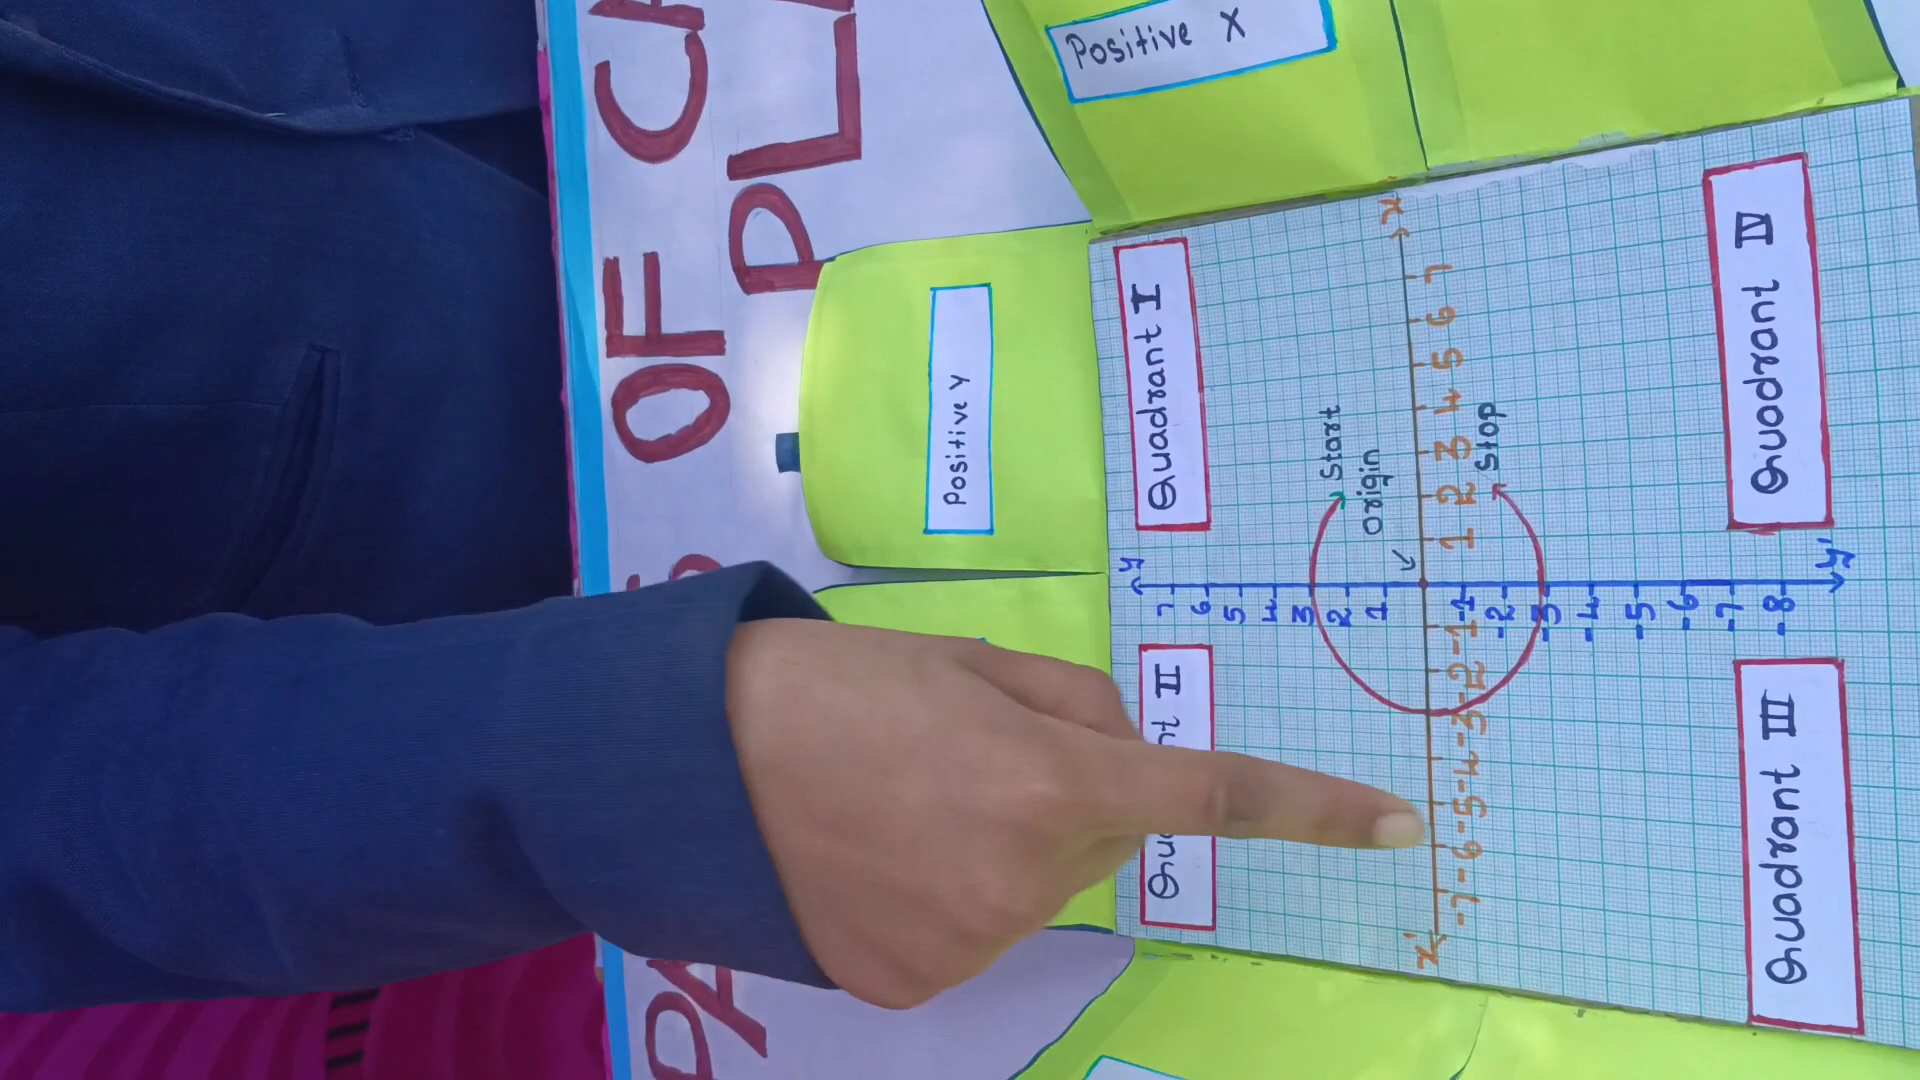 PA
S OF CA
PL
Positive Y
Positive X
Quadrant I
Quadrant IV
Quadrant III
y
7
6
5
4
3
2
1
-1
-2
-3
-4
-5
-6
-7
-8
y'
Start
origin
Stop
x' -7 -6 -5 -4 -3 -2 -1 1 2 3 4 5 6 7 x